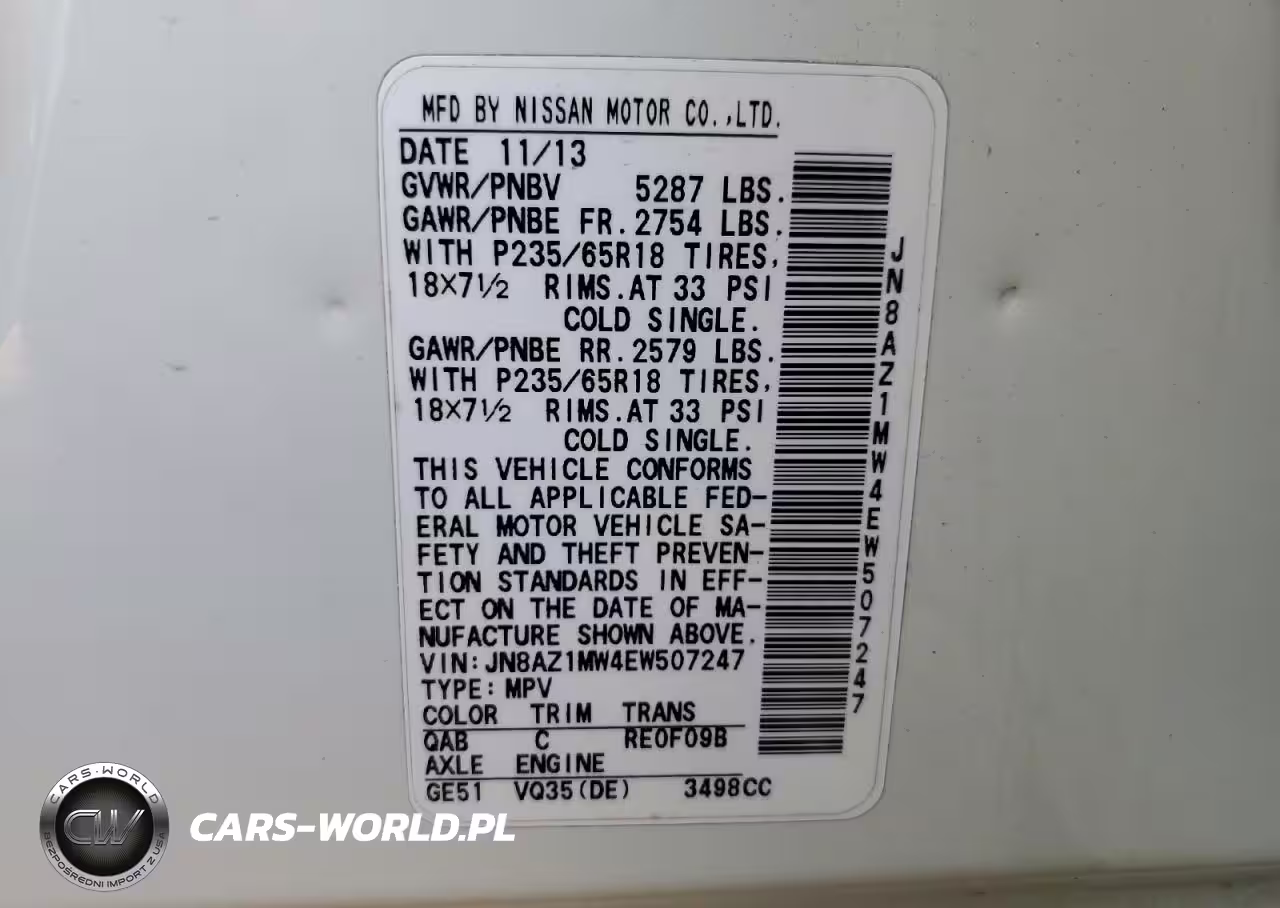 MFD BY NISSAN MOTOR CO.,LTD.
DATE 11/13
GVWR/PNBV 5287 LBS.
GAWR/PNBE FR.2754 LBS.
WITH P235/65R18 TIRES,
18×7½ RIMS.AT 33 PSI
COLD SINGLE.
GAWR/PNBE RR.2579 LBS.
WITH P235/65R18 TIRES,
18×7½ RIMS.AT 33 PSI
COLD SINGLE.
THIS VEHICLE CONFORMS
TO ALL APPLICABLE FED-
ERAL MOTOR VEHICLE SA-
FETY AND THEFT PREVEN-
TION STANDARDS IN EFF-
ECT ON THE DATE OF MA-
NUFACTURE SHOWN ABOVE.
VIN:JN8AZ1MW4EW507247
TYPE:MPV
COLOR TRIM TRANS
QAB C RE0F09B
AXLE ENGINE
GE51 VQ35(DE) 3498CC
JN8AZ1MW4EW507247
CARS-WORLD
CW
BEZPOŚREDNI IMPORT Z USA
CARS-WORLD.PL